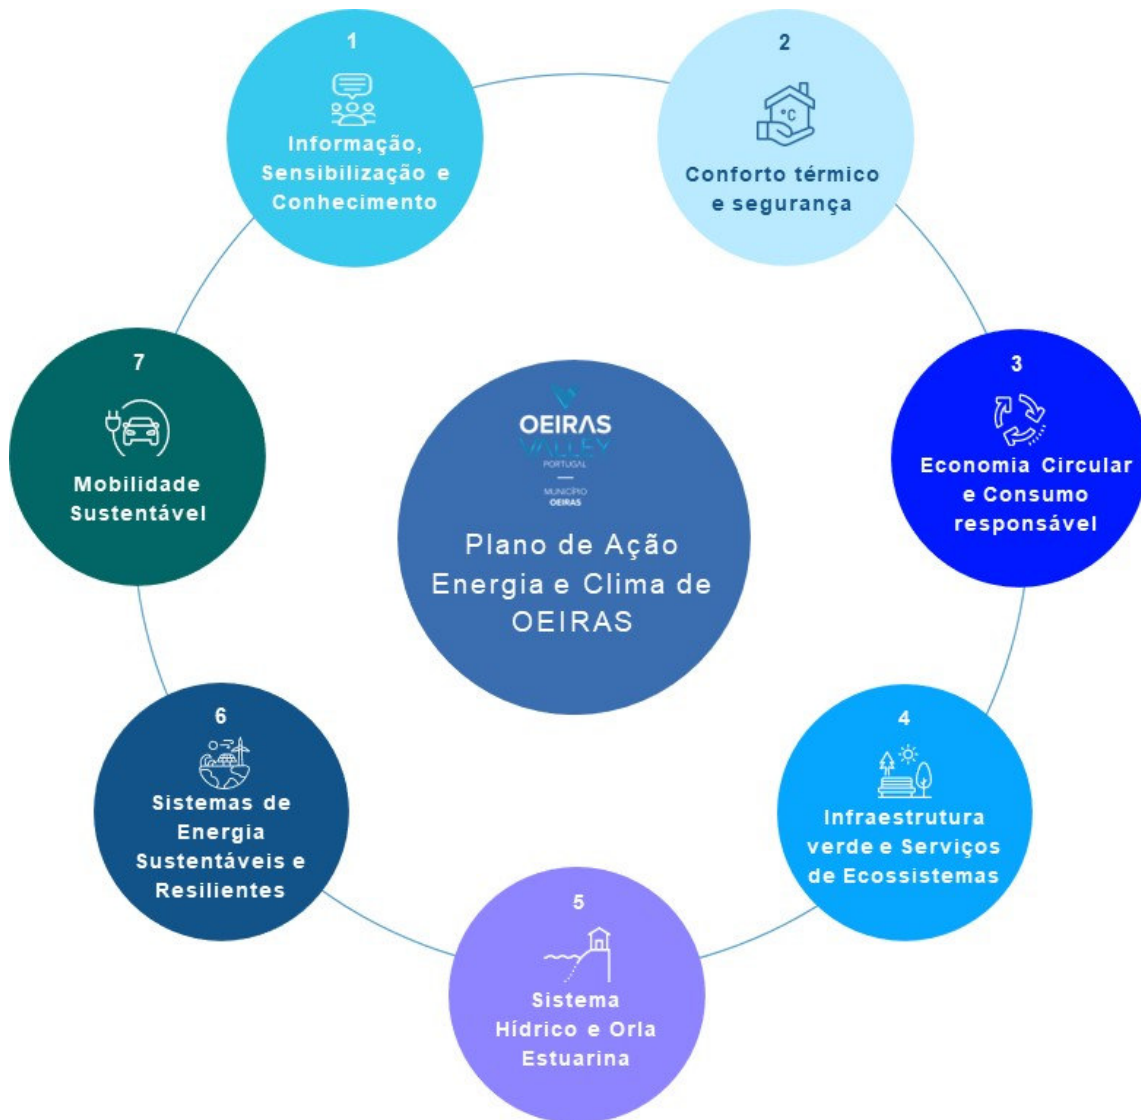 1
Informação,
Sensibilização e
Conhecimento
2
°C
Conforto térmico
e segurança
3
Economia Circular
e Consumo
responsável
4
Infraestrutura
verde e Serviços
de Ecossistemas
5
Sistema
Hídrico e Orla
Estuarina
6
Sistemas de
Energia
Sustentáveis e
Resilientes
7
Mobilidade
Sustentável
OEIRAS
VALLEY
PORTUGAL
MUNICÍPIO
OEIRAS
Plano de Ação
Energia e Clima de
OEIRAS